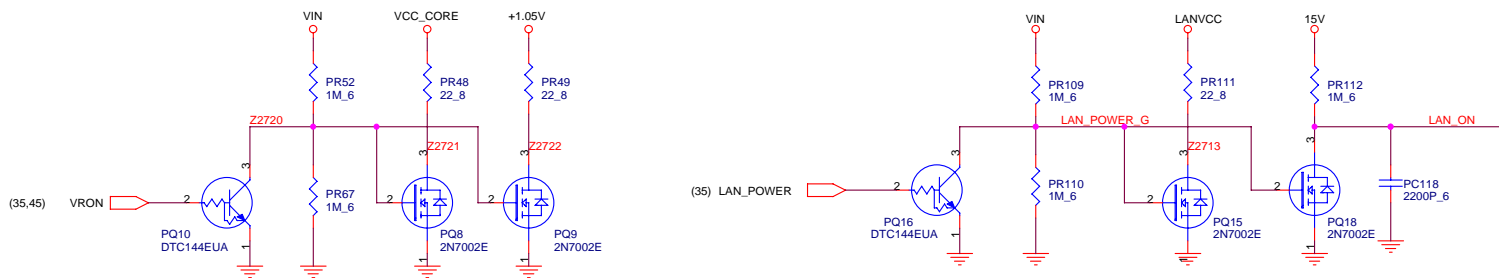 VIN
VCC_CORE
+1.05V
PR52
1M_6
PR48
22_8
PR49
22_8
Z2720
3
Z2721
3
Z2722
3
(35,45)
VRON
2
PQ10
DTC144EUA
1
PR67
1M_6
2
PQ8
2N7002E
1
2
PQ9
2N7002E
1
VIN
LANVCC
15V
PR109
1M_6
PR111
22_8
PR112
1M_6
LAN_POWER_G
LAN_ON
3
Z2713
3
3
(35)
LAN_POWER
2
PQ16
DTC144EUA
1
PR110
1M_6
2
PQ15
2N7002E
1
2
PQ18
2N7002E
1
PC118
2200P_6